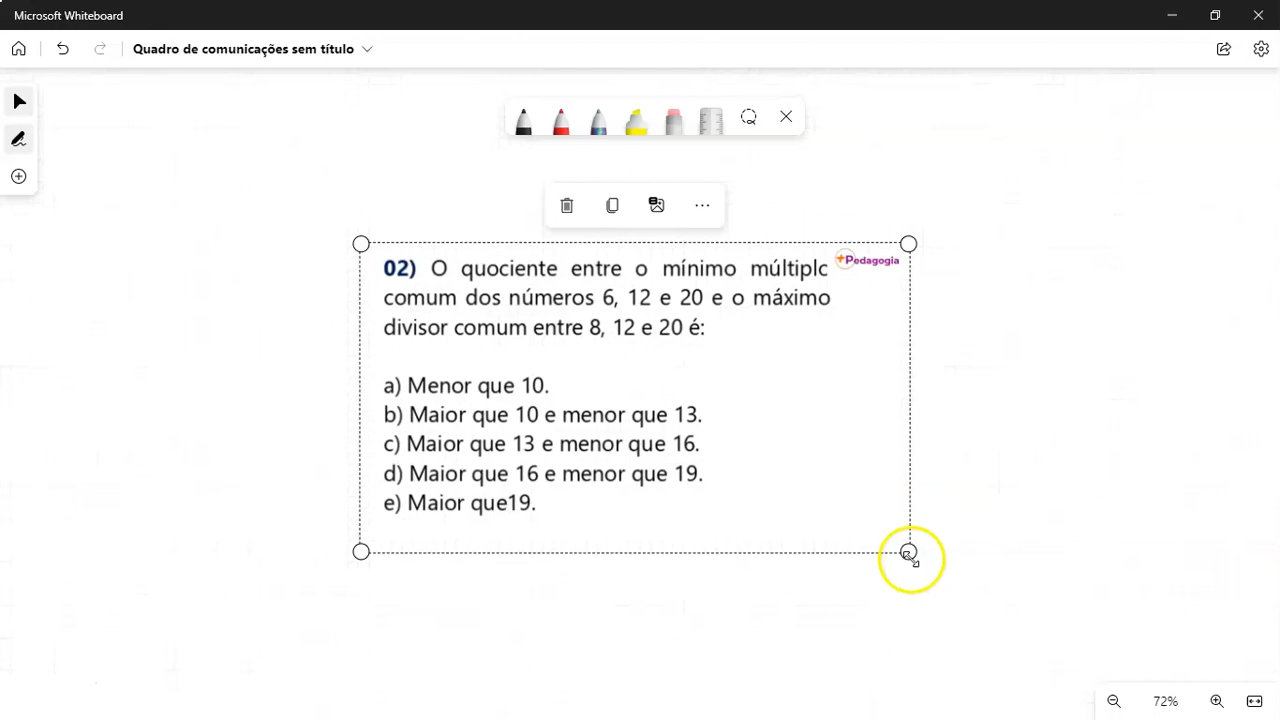 Microsoft Whiteboard
Quadro de comunicações sem título
+Pedagogia
02) O quociente entre o mínimo múltiplc
comum dos números 6, 12 e 20 e o máximo
divisor comum entre 8, 12 e 20 é:
a) Menor que 10.
b) Maior que 10 e menor que 13.
c) Maior que 13 e menor que 16.
d) Maior que 16 e menor que 19.
e) Maior que19.
72%